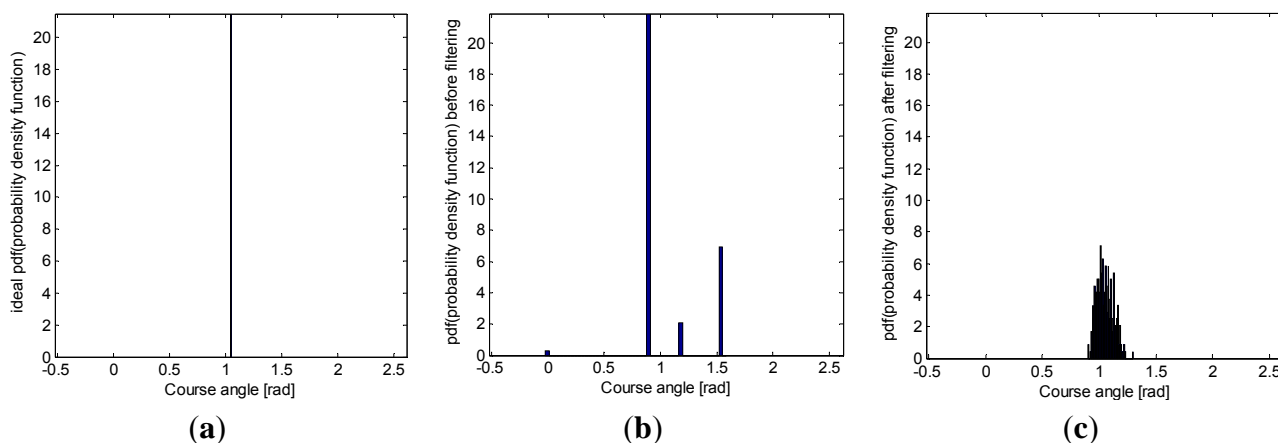 ideal pdf(probability density function)
20
18
16
14
12
10
8
6
4
2
0
-0.5 0 0.5 1 1.5 2 2.5
Course angle [rad]
(a)
pdf(probability density function) before filtering
20
18
16
14
12
10
8
6
4
2
0
-0.5 0 0.5 1 1.5 2 2.5
Course angle [rad]
(b)
pdf(probability density function) after filtering
20
18
16
14
12
10
8
6
4
2
0
-0.5 0 0.5 1 1.5 2 2.5
Course angle [rad]
(c)